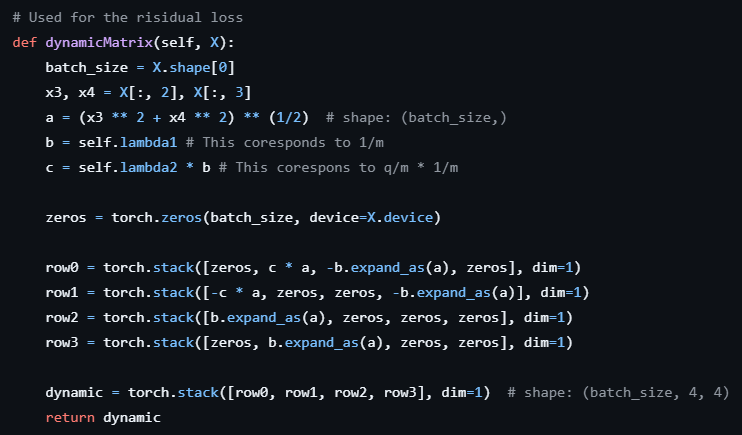 # Used for the risidual loss
def dynamicMatrix(self, X):
    batch_size = X.shape[0]
    x3, x4 = X[:, 2], X[:, 3]
    a = (x3 ** 2 + x4 ** 2) ** (1/2)  # shape: (batch_size,)
    b = self.lambda1 # This coresponds to 1/m
    c = self.lambda2 * b # This corespons to q/m * 1/m
    zeros = torch.zeros(batch_size, device=X.device)
    row0 = torch.stack([zeros, c * a, -b.expand_as(a), zeros], dim=1)
    row1 = torch.stack([-c * a, zeros, zeros, -b.expand_as(a)], dim=1)
    row2 = torch.stack([b.expand_as(a), zeros, zeros, zeros], dim=1)
    row3 = torch.stack([zeros, b.expand_as(a), zeros, zeros], dim=1)
    dynamic = torch.stack([row0, row1, row2, row3], dim=1)  # shape: (batch_size, 4, 4)
    return dynamic